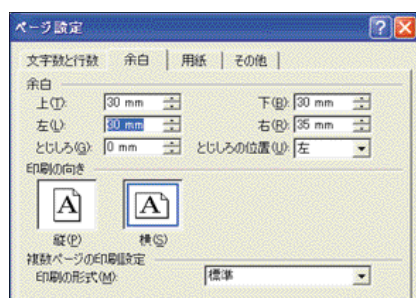 ページ設定
文字数と行数 余白 用紙 その他
余白
上(T): 30 mm 下(B): 30 mm
左(L): 30 mm 右(R): 35 mm
とじしろ(G): 0 mm とじしろの位置(U): 左
印刷の向き
A A
縦(P) 横(S)
複数ページの印刷設定
印刷の形式(M): 標準